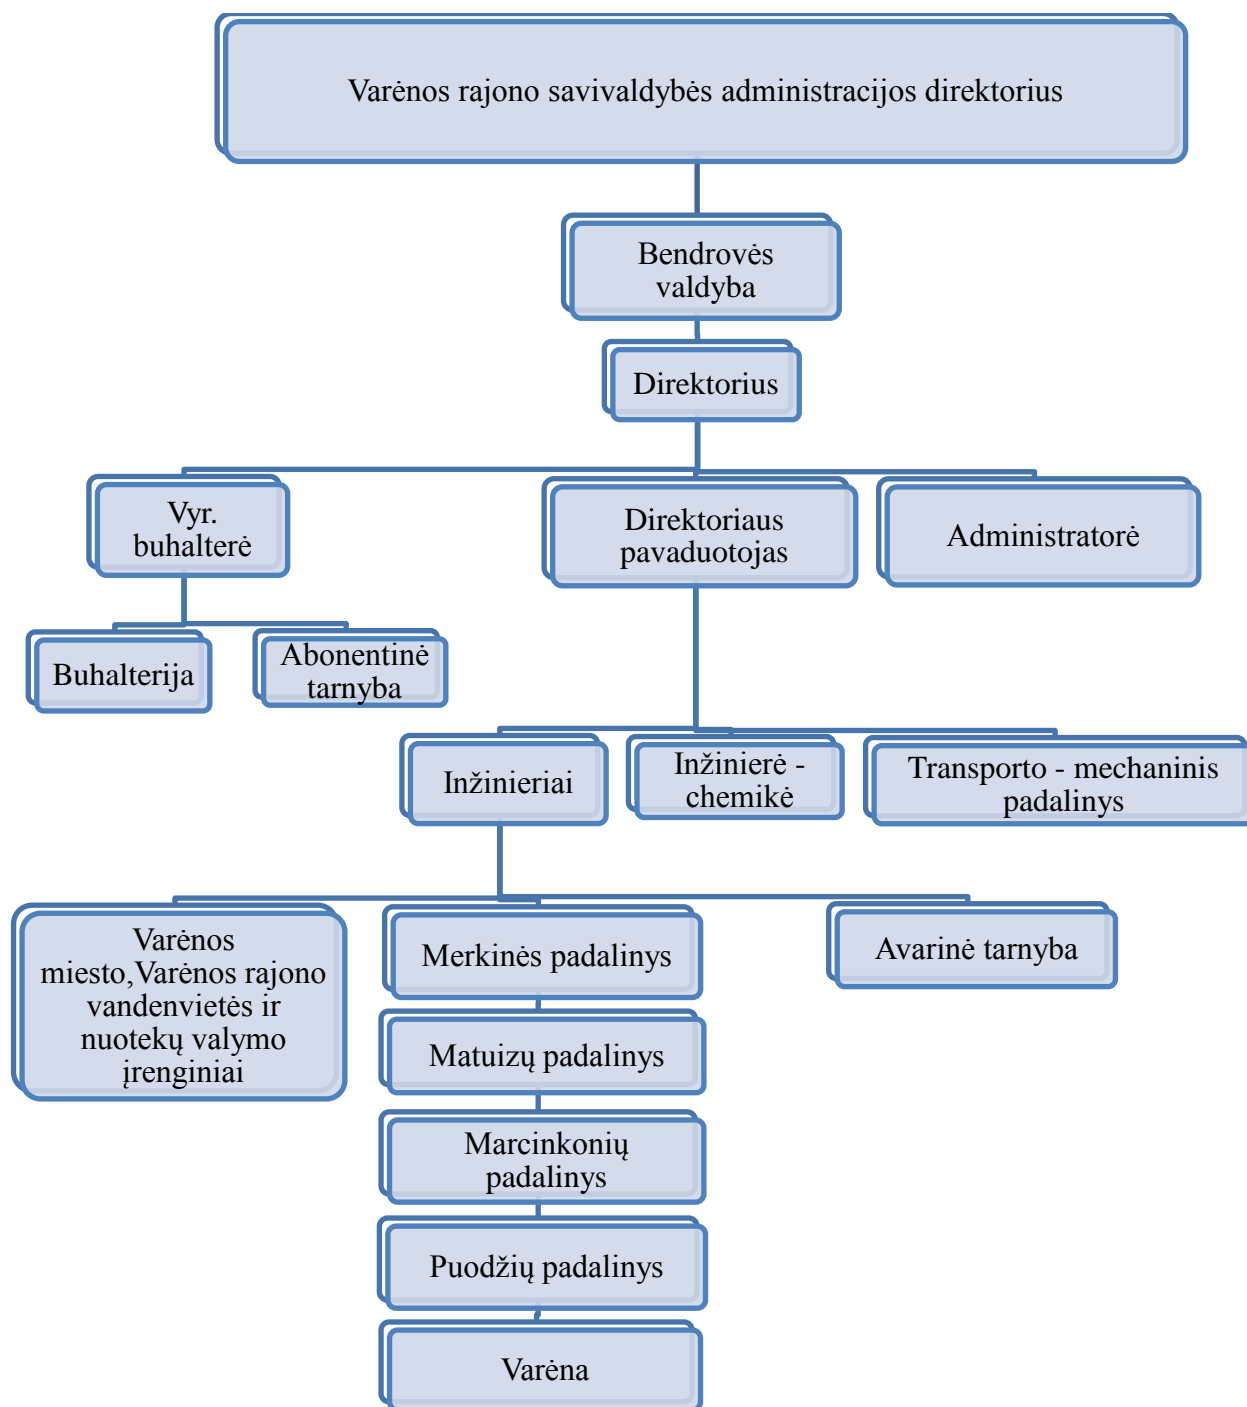 Varėnos rajono savivaldybės administracijos direktorius
Bendrovės
valdyba
Direktorius
Vyr.
buhalterė
Direktoriaus
pavaduotojas
Administratorė
Buhalterija
Abonentinė
tarnyba
Inžinieriai
Inžinierė -
chemikė
Transporto - mechaninis
padalinys
Varėnos
miesto,Varėnos rajono
vandenvietės ir
nuotekų valymo
įrenginiai
Merkinės padalinys
Avarinė tarnyba
Matuizų padalinys
Marcinkonių
padalinys
Puodžių padalinys
Varėna